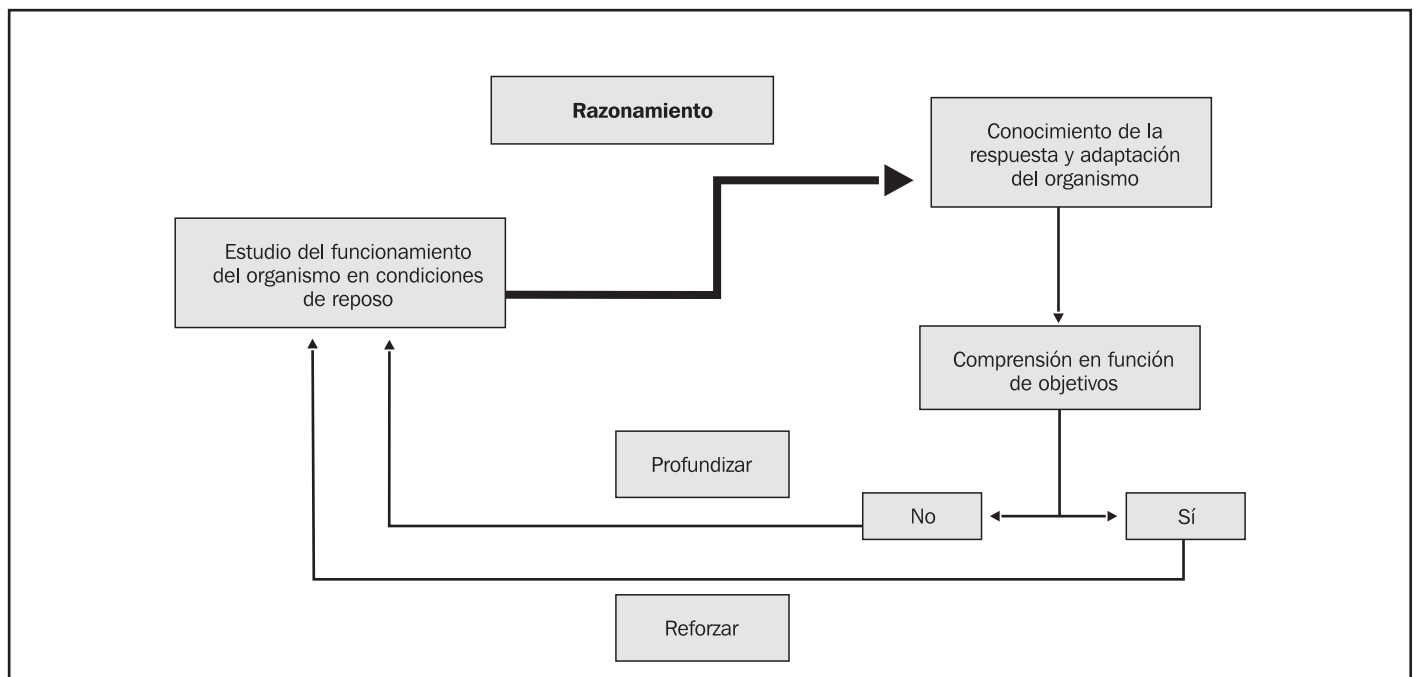 Razonamiento
Conocimiento de la
respuesta y adaptación
del organismo
Estudio del funcionamiento
del organismo en condiciones
de reposo
Comprensión en función
de objetivos
Profundizar
No
Sí
Reforzar